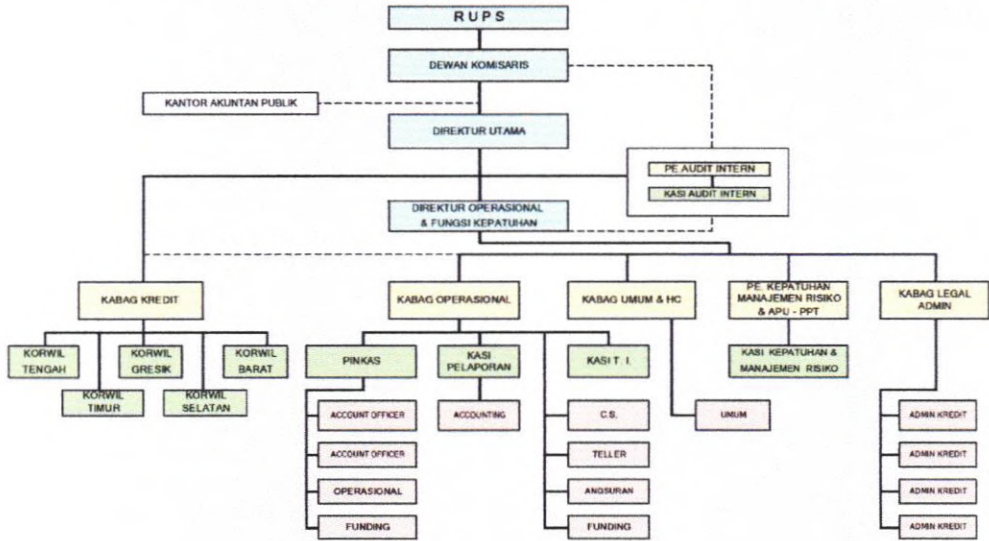 RUPS
DEWAN KOMISARIS
KANTOR AKUNTAN PUBLIK
DIREKTUR UTAMA
PE AUDIT INTERN
KASI AUDIT INTERN
DIREKTUR OPERASIONAL
& FUNGSI KEPATUHAN
KABAG KREDIT
KABAG OPERASIONAL
KABAG UMUM & HC
PE. KEPATUHAN
MANAJEMEN RISIKO
& APU - PPT
KABAG LEGAL
ADMIN
KORWIL
TENGAH
KORWIL
GRESIK
KORWIL
BARAT
KORWIL
TIMUR
KORWIL
SELATAN
PINKAS
KASI
PELAPORAN
KASI T. I.
KASI KEPATUHAN &
MANAJEMEN RISIKO
ACCOUNT OFFICER
ACCOUNT OFFICER
OPERASIONAL
FUNDING
ACCOUNTING
C.S.
TELLER
ANGSURAN
FUNDING
UMUM
ADMIN KREDIT
ADMIN KREDIT
ADMIN KREDIT
ADMIN KREDIT